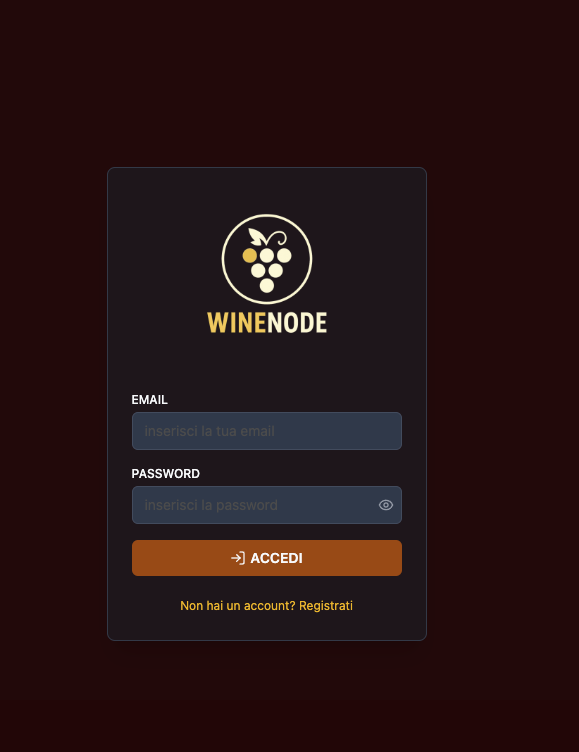 WINENODE
EMAIL
inserisci la tua email
PASSWORD
inserisci la password
ACCEDI
Non hai un account? Registrati